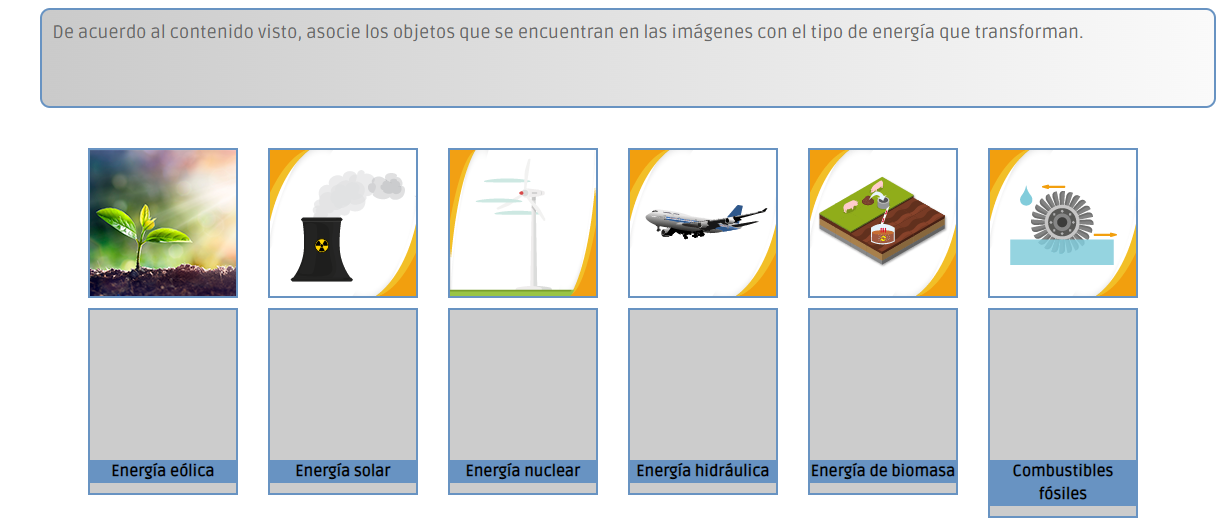 De acuerdo al contenido visto, asocie los objetos que se encuentran en las imágenes con el tipo de energía que transforman.
Energía eólica
Energía solar
Energía nuclear
Energía hidráulica
Energía de biomasa
Combustibles
fósiles